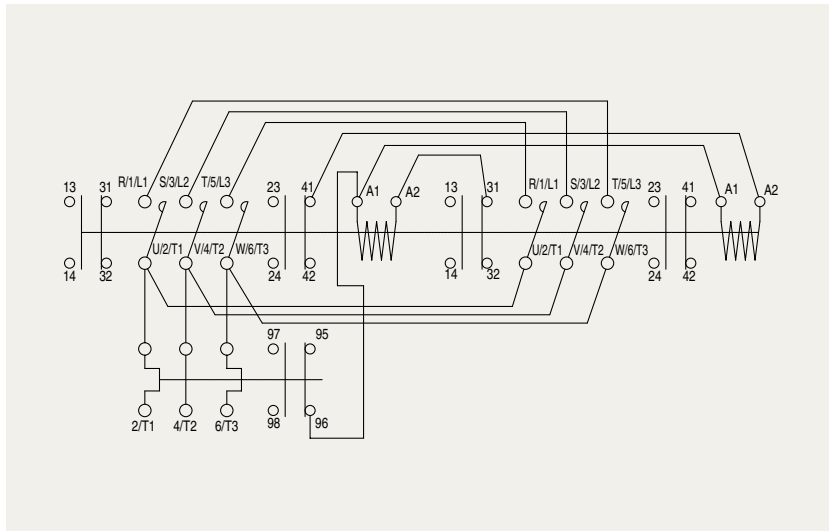 13 31 R/1/L1 S/3/L2 T/5/L3 23 41 A1 A2 13 31 R/1/L1 S/3/L2 T/5/L3 23 41 A1 A2
U/2/T1 V/4/T2 W/6/T3 U/2/T1 V/4/T2 W/6/T3
14 32 24 42 14 32 24 42
97 95
2/T1 4/T2 6/T3 98 96